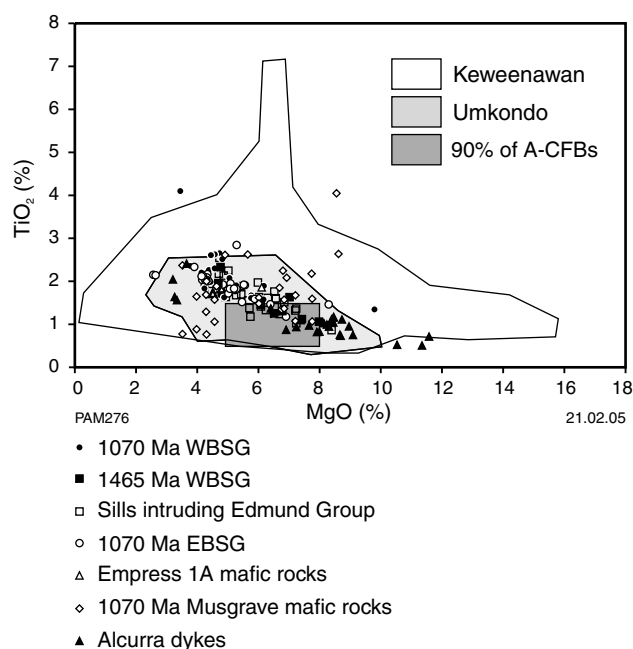 8
7
6
5
4
3
2
1
0
TiO₂ (%)
Keweenawan
Umkondo
90% of A-CFBs
0 2 4 6 8 10 12 14 16 18
PAM276 MgO (%) 21.02.05
1070 Ma WBSG
1465 Ma WBSG
Sills intruding Edmund Group
1070 Ma EBSG
Empress 1A mafic rocks
1070 Ma Musgrave mafic rocks
Alcurra dykes